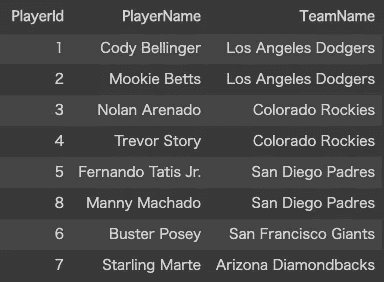 PlayerId PlayerName TeamName
1 Cody Bellinger Los Angeles Dodgers
2 Mookie Betts Los Angeles Dodgers
3 Nolan Arenado Colorado Rockies
4 Trevor Story Colorado Rockies
5 Fernando Tatis Jr. San Diego Padres
8 Manny Machado San Diego Padres
6 Buster Posey San Francisco Giants
7 Starling Marte Arizona Diamondbacks